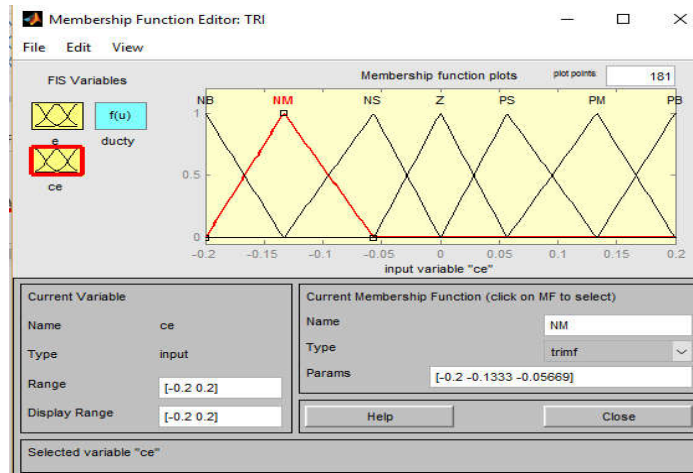 Membership Function Editor: TRI
File Edit View
FIS Variables
Membership function plots
plot points:
181
f(u)
e
ducty
ce
NB NM NS Z PS PM PB
1
0.5
0
-0.2 -0.15 -0.1 -0.05 0 0.05 0.1 0.15 0.2
input variable "ce"
Current Variable
Name ce
Type input
Range [-0.2 0.2]
Display Range [-0.2 0.2]
Current Membership Function (click on MF to select)
Name NM
Type trimf
Params [-0.2 -0.1333 -0.05669]
Help Close
Selected variable "ce"